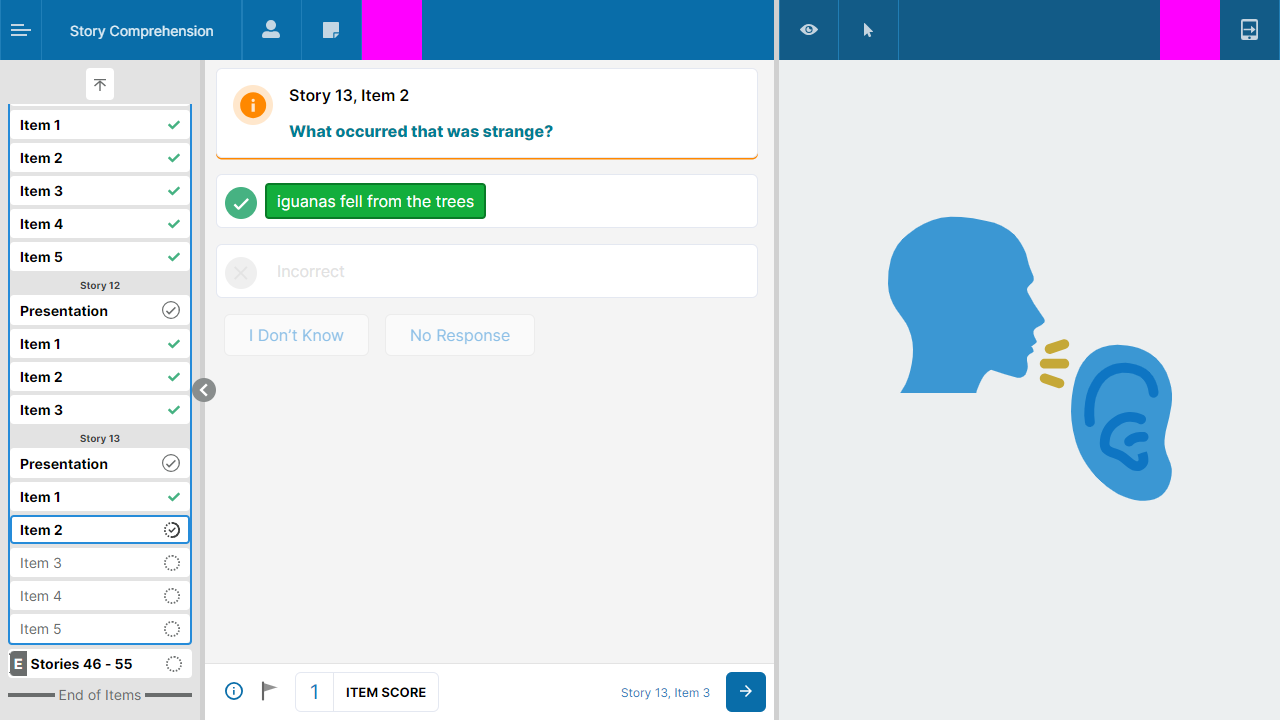 Story Comprehension
Item 1
Item 2
Item 3
Item 4
Item 5
Story 12
Presentation
Item 1
Item 2
Item 3
Story 13
Presentation
Item 1
Item 2
Item 3
Item 4
Item 5
E Stories 46 - 55
End of Items
Story 13, Item 2
What occurred that was strange?
iguanas fell from the trees
Incorrect
I Don't Know
No Response
1 ITEM SCORE
Story 13, Item 3